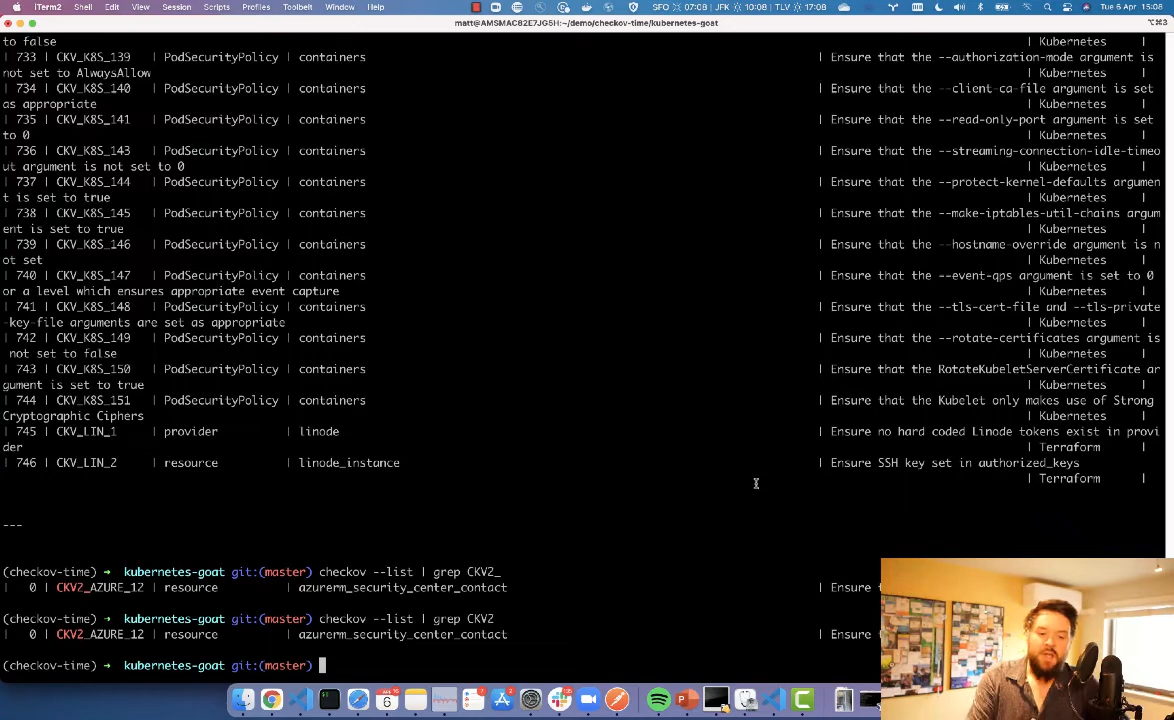 iTerm2 Shell Edit View Session Scripts Profiles Toolbelt Window Help SFO 07:08 | JFK 10:08 | TLV 17:08 Tue 6 Apr 15:08
matt@AMSMAC82E7JG5H:~/demo/checkov-time/kubernetes-goat ⌥⌘3
to false | Kubernetes |
| 733 | CKV_K8S_139 | PodSecurityPolicy | containers | Ensure that the --authorization-mode argument is
not set to AlwaysAllow | Kubernetes |
| 734 | CKV_K8S_140 | PodSecurityPolicy | containers | Ensure that the --client-ca-file argument is set
as appropriate | Kubernetes |
| 735 | CKV_K8S_141 | PodSecurityPolicy | containers | Ensure that the --read-only-port argument is set
to 0 | Kubernetes |
| 736 | CKV_K8S_143 | PodSecurityPolicy | containers | Ensure that the --streaming-connection-idle-timeo
ut argument is not set to 0 | Kubernetes |
| 737 | CKV_K8S_144 | PodSecurityPolicy | containers | Ensure that the --protect-kernel-defaults argumen
t is set to true | Kubernetes |
| 738 | CKV_K8S_145 | PodSecurityPolicy | containers | Ensure that the --make-iptables-util-chains argum
ent is set to true | Kubernetes |
| 739 | CKV_K8S_146 | PodSecurityPolicy | containers | Ensure that the --hostname-override argument is n
ot set | Kubernetes |
| 740 | CKV_K8S_147 | PodSecurityPolicy | containers | Ensure that the --event-qps argument is set to 0
or a level which ensures appropriate event capture | Kubernetes |
| 741 | CKV_K8S_148 | PodSecurityPolicy | containers | Ensure that the --tls-cert-file and --tls-private
-key-file arguments are set as appropriate | Kubernetes |
| 742 | CKV_K8S_149 | PodSecurityPolicy | containers | Ensure that the --rotate-certificates argument is
not set to false | Kubernetes |
| 743 | CKV_K8S_150 | PodSecurityPolicy | containers | Ensure that the RotateKubeletServerCertificate ar
gument is set to true | Kubernetes |
| 744 | CKV_K8S_151 | PodSecurityPolicy | containers | Ensure that the Kubelet only makes use of Strong
Cryptographic Ciphers | Kubernetes |
| 745 | CKV_LIN_1 | provider | linode | Ensure no hard coded Linode tokens exist in provi
der | Terraform |
| 746 | CKV_LIN_2 | resource | linode_instance | Ensure SSH key set in authorized_keys
| Terraform |
---
(checkov-time) → kubernetes-goat git:(master) checkov --list | grep CKV2_
| 0 | CKV2_AZURE_12 | resource | azurerm_security_center_contact | Ensure
(checkov-time) → kubernetes-goat git:(master) checkov --list | grep CKV2
| 0 | CKV2_AZURE_12 | resource | azurerm_security_center_contact | Ensure
(checkov-time) → kubernetes-goat git:(master)